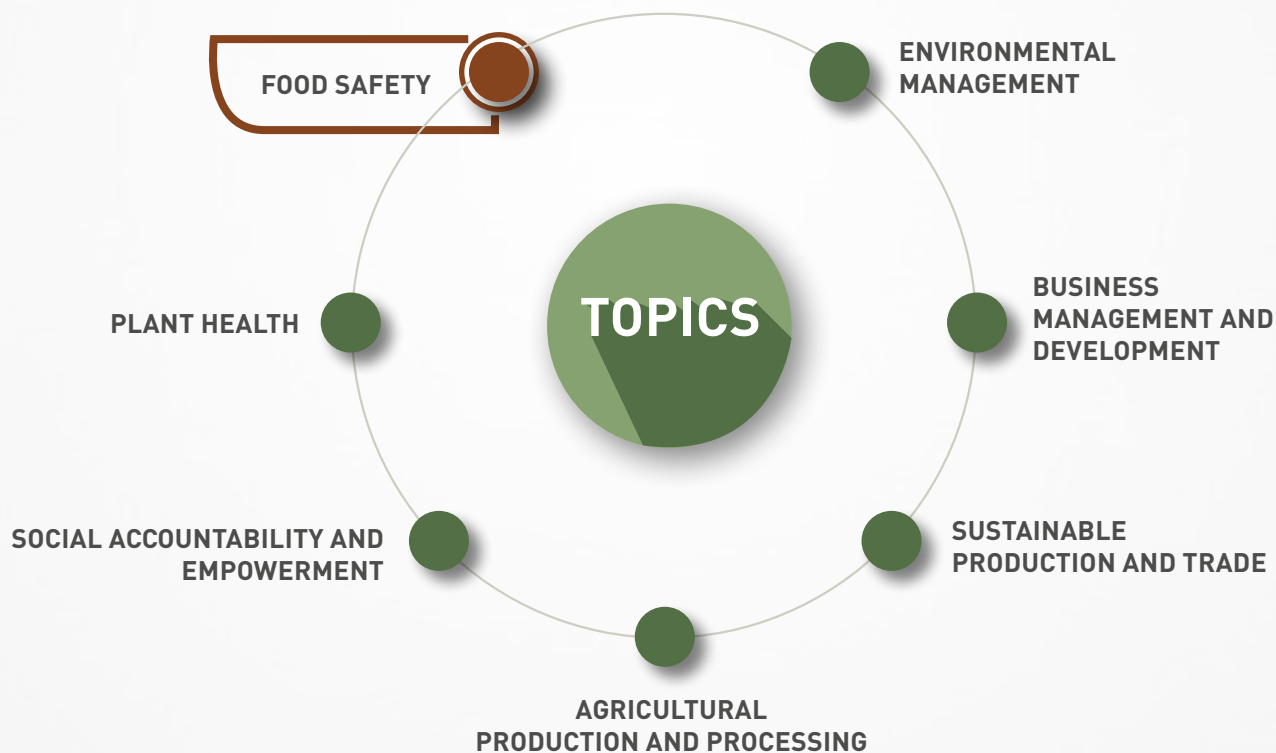 FOOD SAFETY
ENVIRONMENTAL
MANAGEMENT
TOPICS
BUSINESS
MANAGEMENT AND
DEVELOPMENT
PLANT HEALTH
SUSTAINABLE
PRODUCTION AND TRADE
SOCIAL ACCOUNTABILITY AND
EMPOWERMENT
AGRICULTURAL
PRODUCTION AND PROCESSING